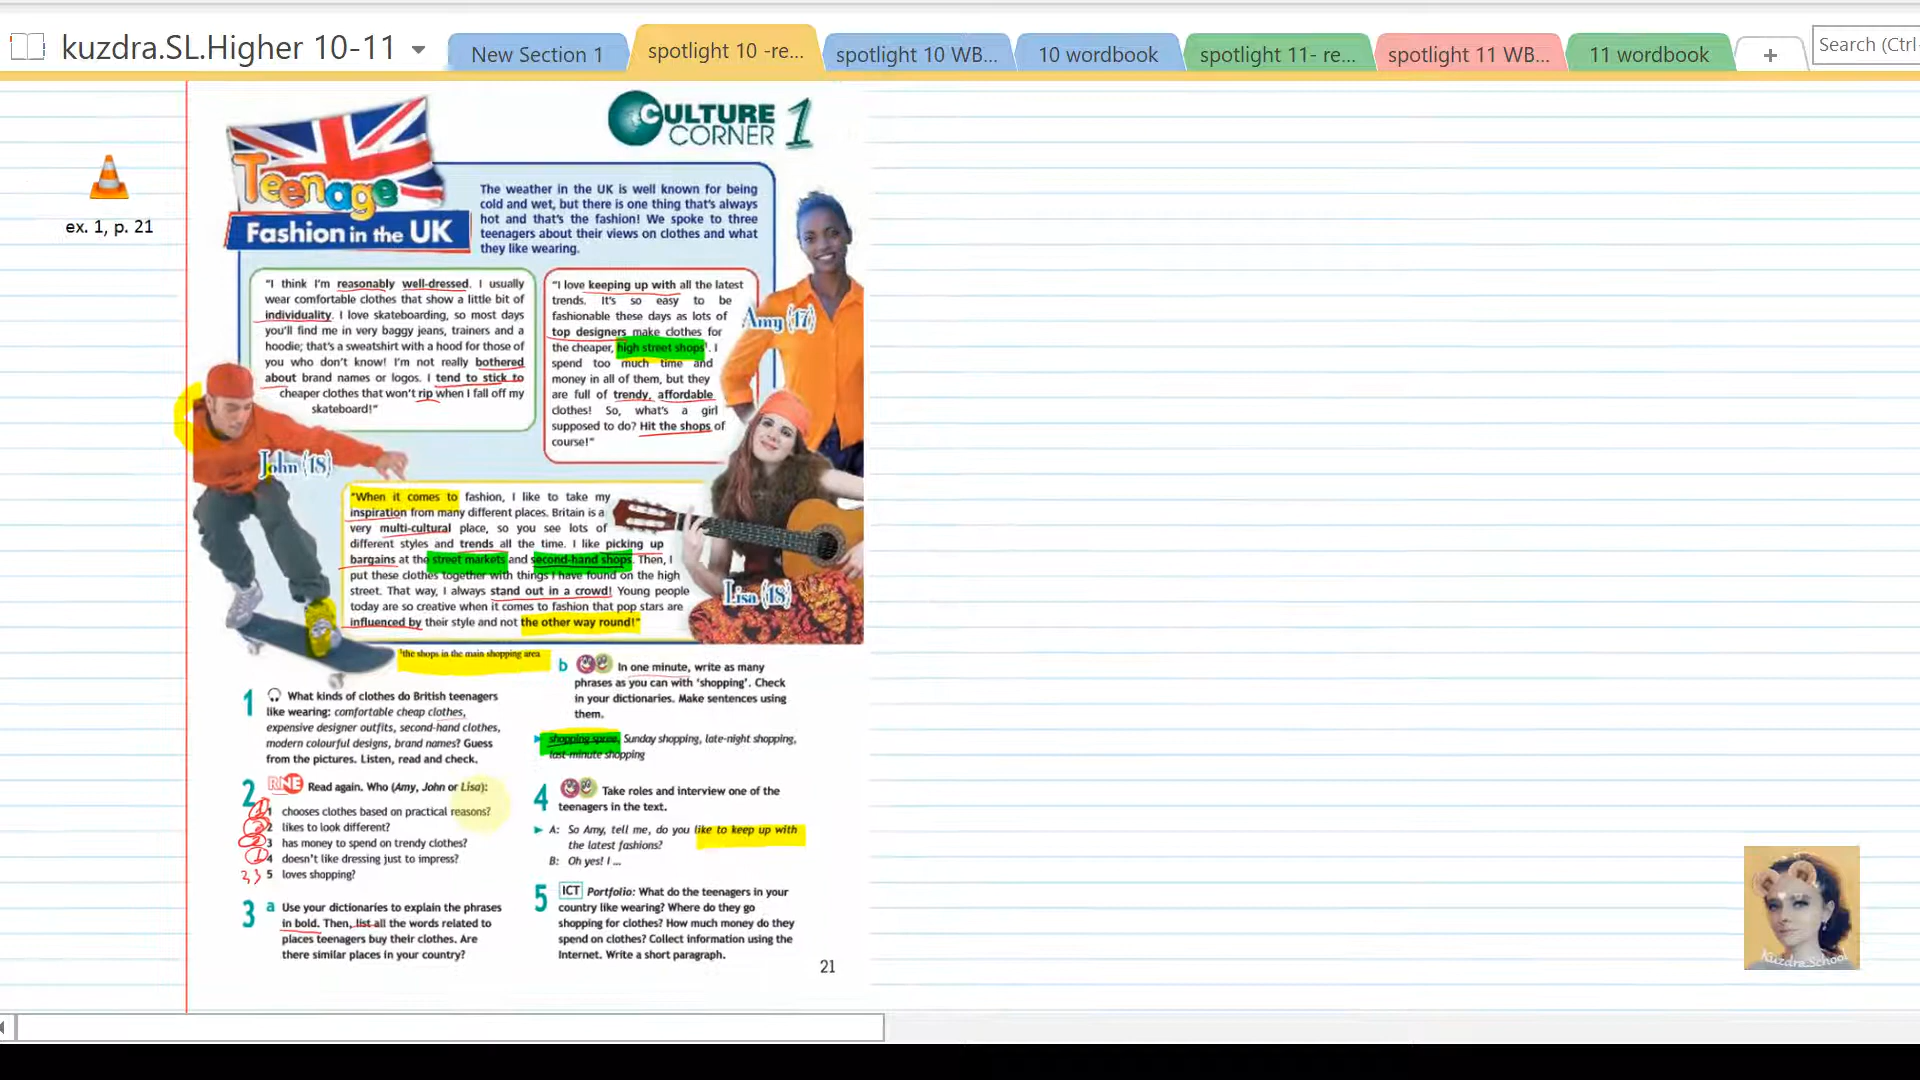 kuzdra.SL.Higher 10-11
New Section 1
spotlight 10 -re...
spotlight 10 WB...
10 wordbook
spotlight 11- re...
spotlight 11 WB...
11 wordbook
+
Search (Ctrl
ex. 1, p. 21
CULTURE
CORNER 1
Teenage
Fashion in the UK
The weather in the UK is well known for being
cold and wet, but there is one thing that's always
hot and that's the fashion! We spoke to three
teenagers about their views on clothes and what
they like wearing.
"I think I'm reasonably well-dressed. I usually
wear comfortable clothes that show a little bit of
individuality. I love skateboarding, so most days
you'll find me in very baggy jeans, trainers and a
hoodie; that's a sweatshirt with a hood for those of
you who don't know! I'm not really bothered
about brand names or logos. I tend to stick to
cheaper clothes that won't rip when I fall off my
skateboard!"
John (18)
"I love keeping up with all the latest
trends. It's so easy to be
fashionable these days as lots of
top designers make clothes for
the cheaper, high street shops¹. I
spend too much time and
money in all of them, but they
are full of trendy, affordable
clothes! So, what's a girl
supposed to do? Hit the shops of
course!"
Amy (17)
"When it comes to fashion, I like to take my
inspiration from many different places. Britain is a
very multi-cultural place, so you see lots of
different styles and trends all the time. I like picking up
bargains at the street markets and second-hand shops. Then, I
put these clothes together with things I have found on the high
street. That way, I always stand out in a crowd! Young people
today are so creative when it comes to fashion that pop stars are
influenced by their style and not the other way round!"
Lisa (18)
¹the shops in the main shopping area
1 What kinds of clothes do British teenagers
like wearing: comfortable cheap clothes,
expensive designer outfits, second-hand clothes,
modern colourful designs, brand names? Guess
from the pictures. Listen, read and check.
2 RNE Read again. Who (Amy, John or Lisa):
1 chooses clothes based on practical reasons?
2 likes to look different?
3 has money to spend on trendy clothes?
4 doesn't like dressing just to impress?
5 loves shopping?
3 a Use your dictionaries to explain the phrases
in bold. Then, list all the words related to
places teenagers buy their clothes. Are
there similar places in your country?
b In one minute, write as many
phrases as you can with 'shopping'. Check
in your dictionaries. Make sentences using
them.
shopping spree, Sunday shopping, late-night shopping,
last-minute shopping
4 Take roles and interview one of the
teenagers in the text.
A: So Amy, tell me, do you like to keep up with
the latest fashions?
B: Oh yes! I ...
5 ICT Portfolio: What do the teenagers in your
country like wearing? Where do they go
shopping for clothes? How much money do they
spend on clothes? Collect information using the
Internet. Write a short paragraph.
21
Kuzdra_School